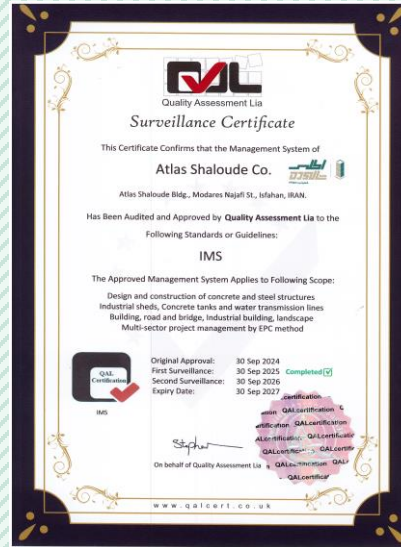 QAL
Quality Assessment Lia
Surveillance Certificate
This Certificate Confirms that the Management System of
Atlas Shaloude Co.
Atlas Shaloude Bldg., Modares Najafi St., Isfahan, IRAN.
Has Been Audited and Approved by Quality Assessment Lia to the
Following Standards or Guidelines:
IMS
The Approved Management System Applies to Following Scope:
Design and construction of concrete and steel structures
Industrial sheds, Concrete tanks and water transmission lines
Building, road and bridge, Industrial building, landscape
Multi-sector project management by EPC method
QAL
Certification
IMS
Original Approval: 30 Sep 2024
First Surveillance: 30 Sep 2025 Completed
Second Surveillance: 30 Sep 2026
Expiry Date: 30 Sep 2027
On behalf of Quality Assessment Lia
QALcertification
www.qalcert.co.uk